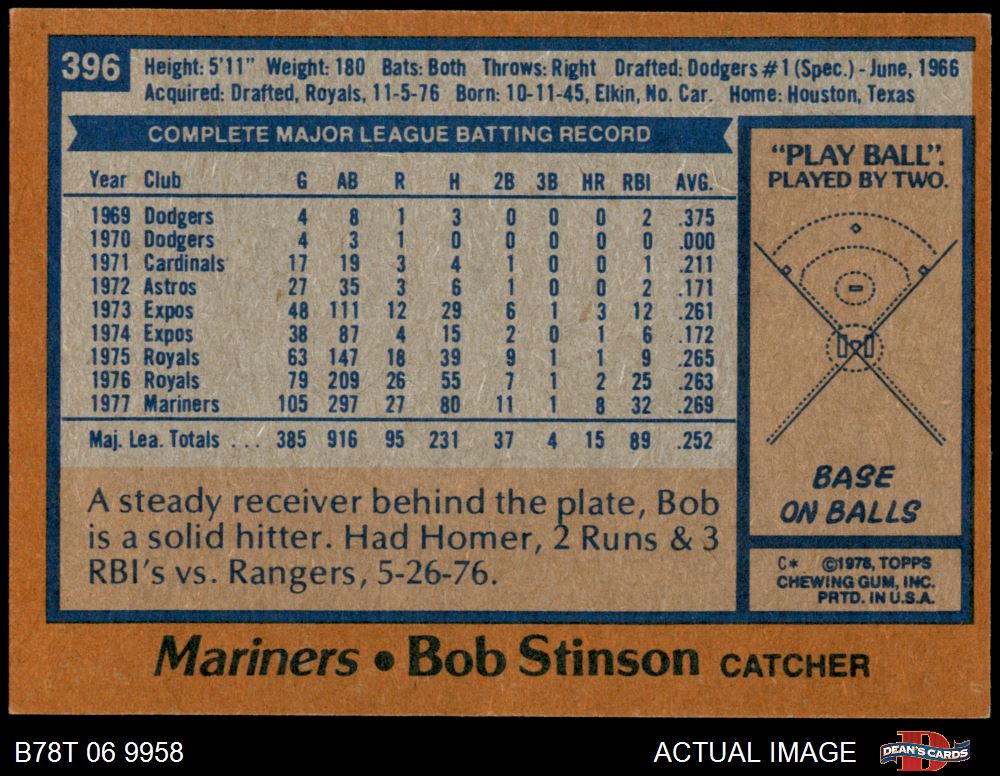 396
Height: 5'11" Weight: 180 Bats: Both Throws: Right Drafted: Dodgers #1 (Spec.) - June, 1966
Acquired: Drafted, Royals, 11-5-76 Born: 10-11-45, Elkin, No. Car. Home: Houston, Texas
COMPLETE MAJOR LEAGUE BATTING RECORD
Year Club G AB R H 2B 3B HR RBI AVG.
1969 Dodgers 4 8 1 3 0 0 0 2 .375
1970 Dodgers 4 3 1 0 0 0 0 0 .000
1971 Cardinals 17 19 3 4 1 0 0 1 .211
1972 Astros 27 35 3 6 1 0 0 2 .171
1973 Expos 48 111 12 29 6 1 3 12 .261
1974 Expos 38 87 4 15 2 0 1 6 .172
1975 Royals 63 147 18 39 9 1 1 9 .265
1976 Royals 79 209 26 55 7 1 2 25 .263
1977 Mariners 105 297 27 80 11 1 8 32 .269
Maj. Lea. Totals ... 385 916 95 231 37 4 15 89 .252
A steady receiver behind the plate, Bob
is a solid hitter. Had Homer, 2 Runs & 3
RBI's vs. Rangers, 5-26-76.
"PLAY BALL".
PLAYED BY TWO.
BASE
ON BALLS
C* ©1978, TOPPS
CHEWING GUM, INC.
PRTD. IN U.S.A.
Mariners • Bob Stinson CATCHER
B78T 06 9958
ACTUAL IMAGE
D
DEAN'S CARDS